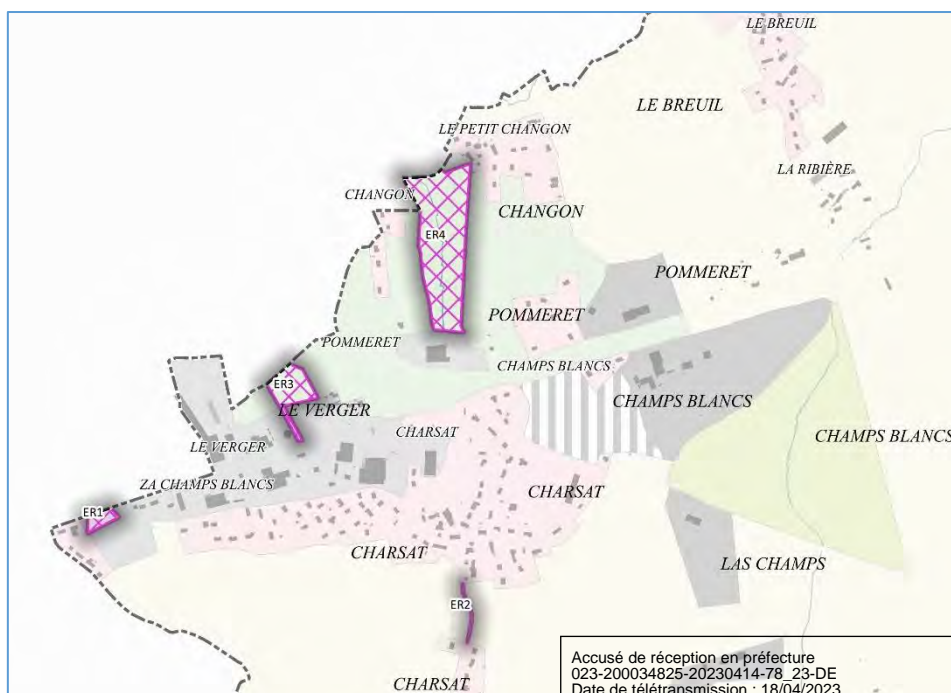 LE BREUIL
LE BREUIL
LE PETIT CHANGON
LA RIBIÈRE
CHANGON
CHANGON
ER4
POMMERET
POMMERET
POMMERET
CHAMPS BLANCS
ER3
LE VERGER
CHAMPS BLANCS
CHARSAT
CHAMPS BLANCS
LE VERGER
ZA CHAMPS BLANCS
CHARSAT
ER1
CHARSAT
LAS CHAMPS
ER2
CHARSAT
Accusé de réception en préfecture
023-200034825-20230414-78_23-DE
Date de télétransmission : 18/04/2023